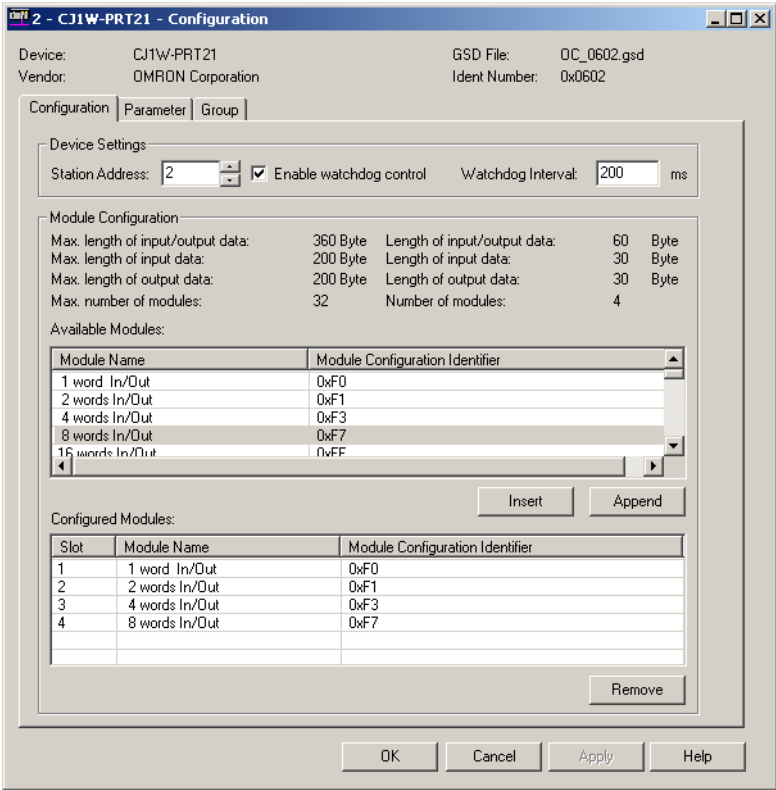 2 - CJ1W-PRT21 - Configuration
Device: CJ1W-PRT21 GSD File: OC_0602.gsd
Vendor: OMRON Corporation Ident Number: 0x0602
Configuration Parameter Group
Device Settings
Station Address: 2 Enable watchdog control Watchdog Interval: 200 ms
Module Configuration
Max. length of input/output data: 360 Byte Length of input/output data: 60 Byte
Max. length of input data: 200 Byte Length of input data: 30 Byte
Max. length of output data: 200 Byte Length of output data: 30 Byte
Max. number of modules: 32 Number of modules: 4
Available Modules:
Module Name Module Configuration Identifier
1 word In/Out 0xF0
2 words In/Out 0xF1
4 words In/Out 0xF3
8 words In/Out 0xF7
16 words In/Out 0xFF
Insert Append
Configured Modules:
Slot Module Name Module Configuration Identifier
1 1 word In/Out 0xF0
2 2 words In/Out 0xF1
3 4 words In/Out 0xF3
4 8 words In/Out 0xF7
Remove
OK Cancel Apply Help